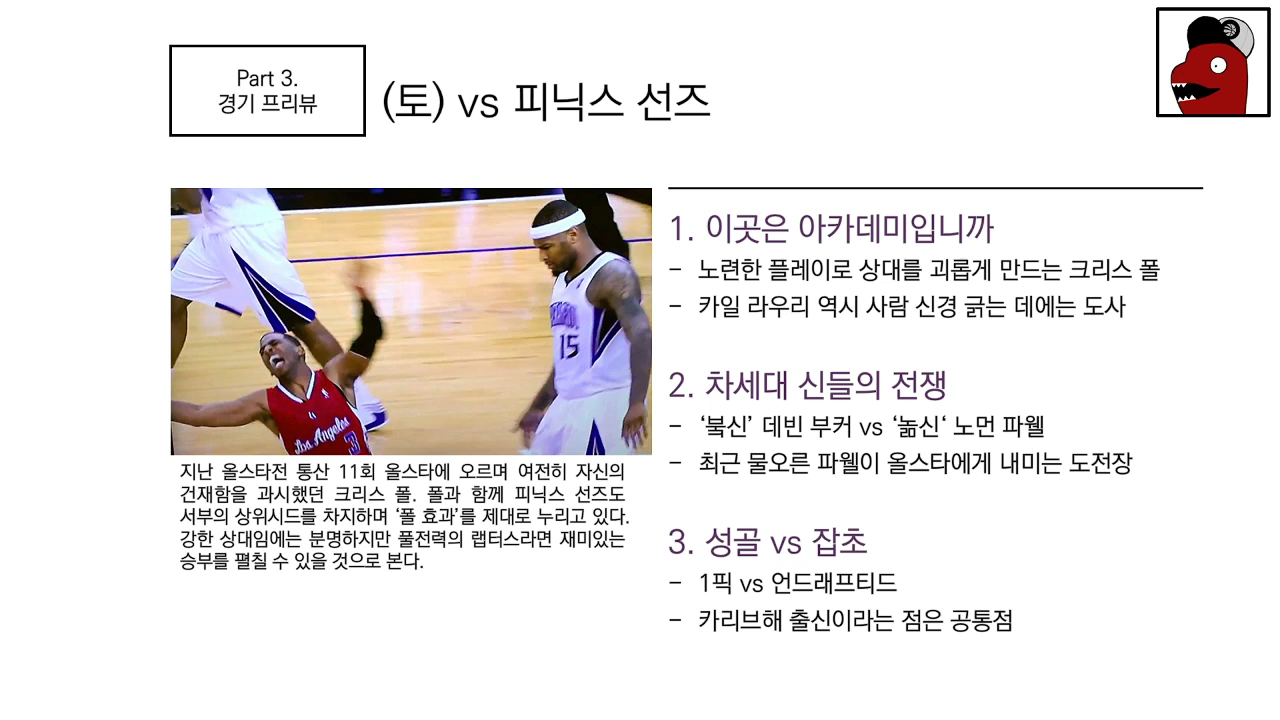 Part 3.
경기 프리뷰
(토) vs 피닉스 선즈
15
Los Angeles
3
지난 올스타전 통산 11회 올스타에 오르며 여전히 자신의
건재함을 과시했던 크리스 폴. 폴과 함께 피닉스 선즈도
서부의 상위시드를 차지하며 ‘폴 효과’를 제대로 누리고 있다.
강한 상대임에는 분명하지만 풀전력의 랩터스라면 재미있는
승부를 펼칠 수 있을 것으로 본다.
1. 이곳은 아카데미입니까
- 노련한 플레이로 상대를 괴롭게 만드는 크리스 폴
- 카일 라우리 역시 사람 신경 긁는 데에는 도사
2. 차세대 신들의 전쟁
- ‘북신’ 데빈 부커 vs ‘놂신‘ 노먼 파웰
- 최근 물오른 파웰이 올스타에게 내미는 도전장
3. 성골 vs 잡초
- 1픽 vs 언드래프티드
- 카리브해 출신이라는 점은 공통점